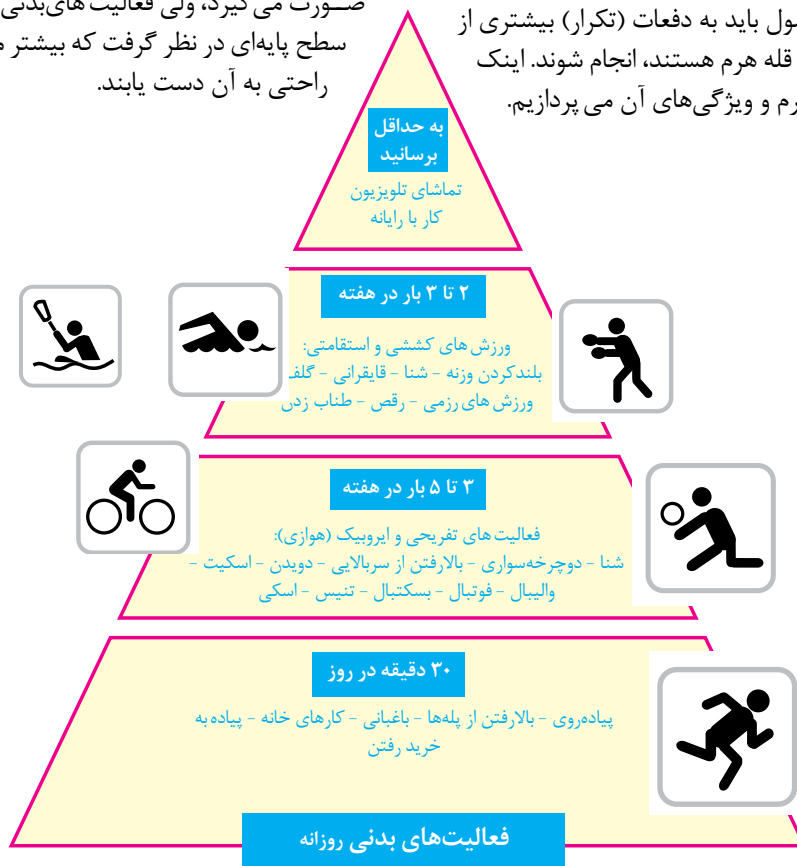 ول باید به دفعات (تکرار) بیشتری از
قله هرم هستند، انجام شوند. اینک
رم و ویژگی‌های آن می پردازیم.
صـورت می گیرد، ولی فعالیت های‌بدنی
سطح پایه‌ای در نظر گرفت که بیشتر م
راحتی به آن دست یابند.
به حداقل
برسانید
تماشای تلویزیون
کار با رایانه
۲ تا ۳ بار در هفته
ورزش های کششی و استقامتی:
بلندکردن وزنه - شنا - قایقرانی - گلف
ورزش های رزمی - رقص - طناب زدن
۳ تا ۵ بار در هفته
فعالیت های تفریحی و ایروبیک (هوازی):
شنا - دوچرخه‌سواری - بالارفتن از سربالایی - دویدن - اسکیت -
والیبال - فوتبال - بسکتبال - تنیس - اسکی
۳۰ دقیقه در روز
پیاده‌روی - بالارفتن از پله‌ها - باغبانی - کارهای خانه - پیاده به
خرید رفتن
فعالیت‌های بدنی روزانه